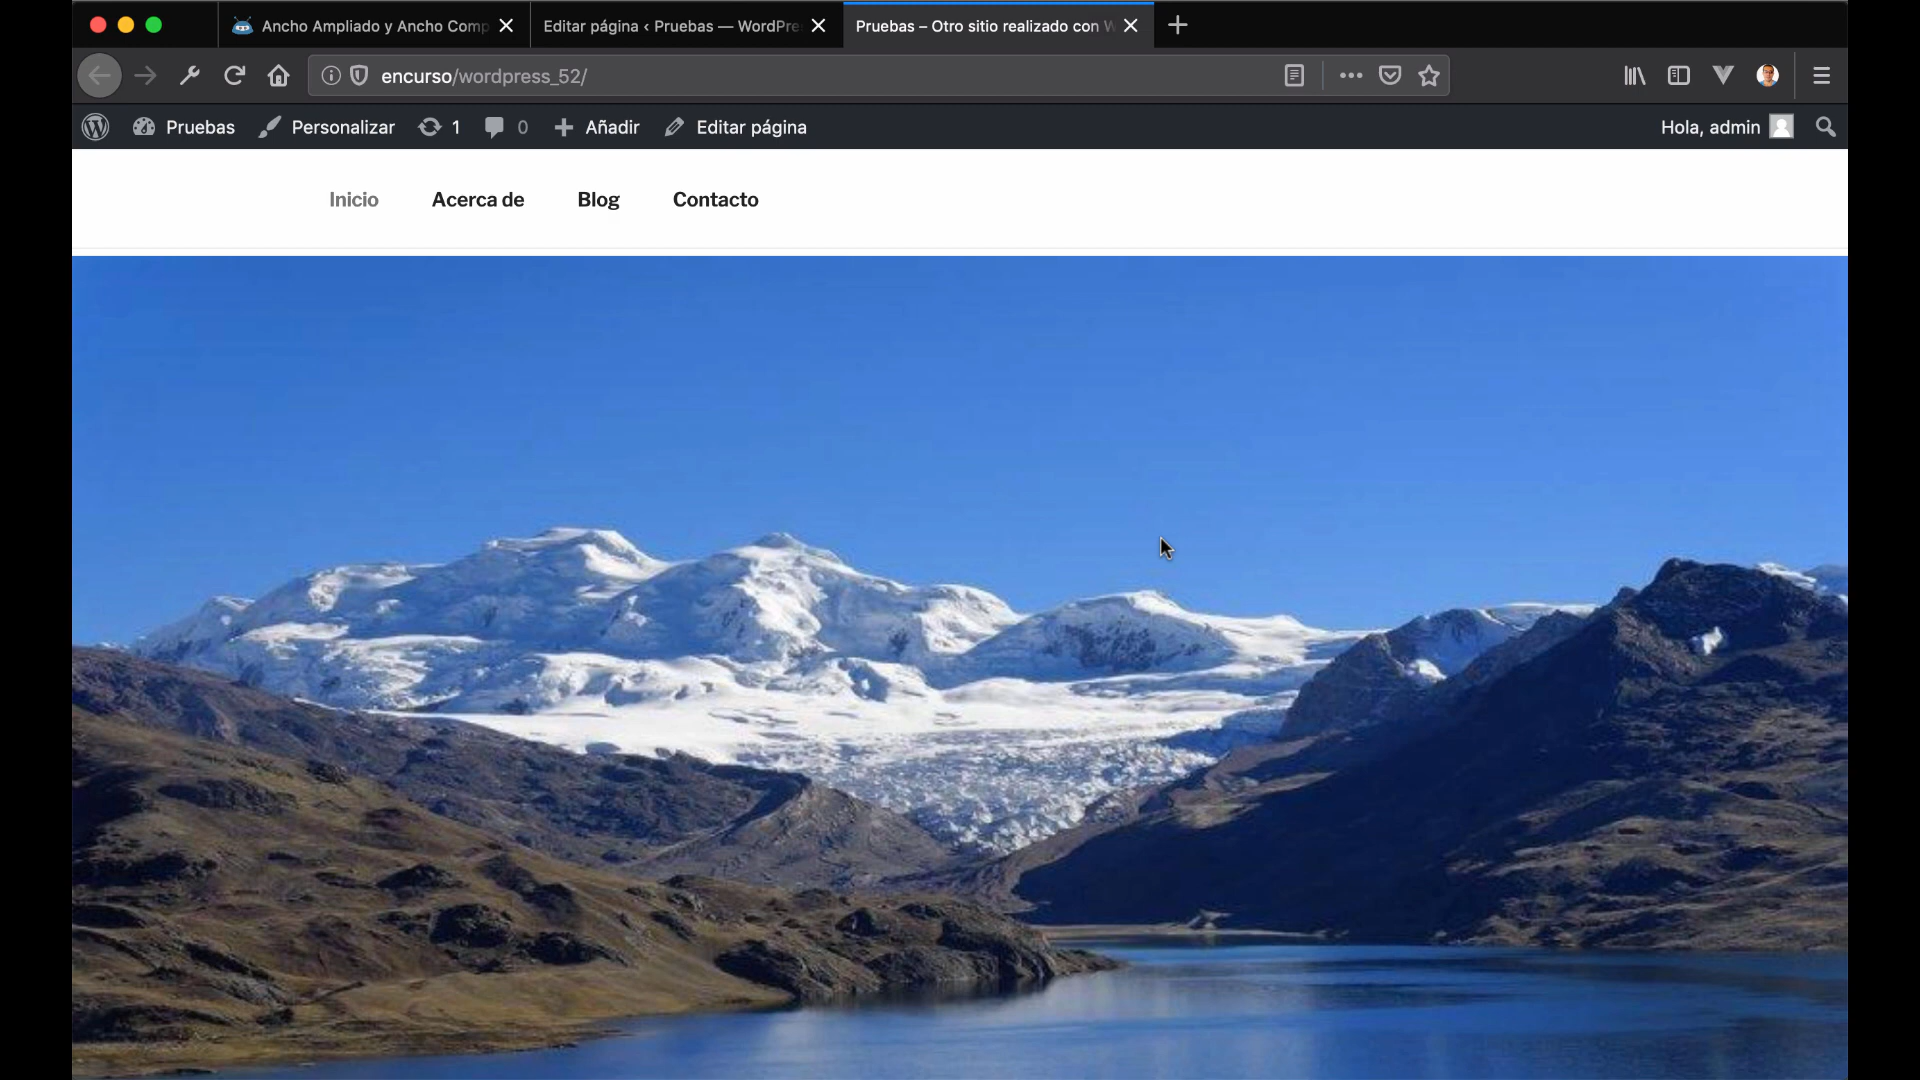 Ancho Ampliado y Ancho Comp
Editar página ‹ Pruebas — WordPre
Pruebas – Otro sitio realizado con W
encurso/wordpress_52/
Pruebas
Personalizar
1
0
Añadir
Editar página
Hola, admin
Inicio
Acerca de
Blog
Contacto